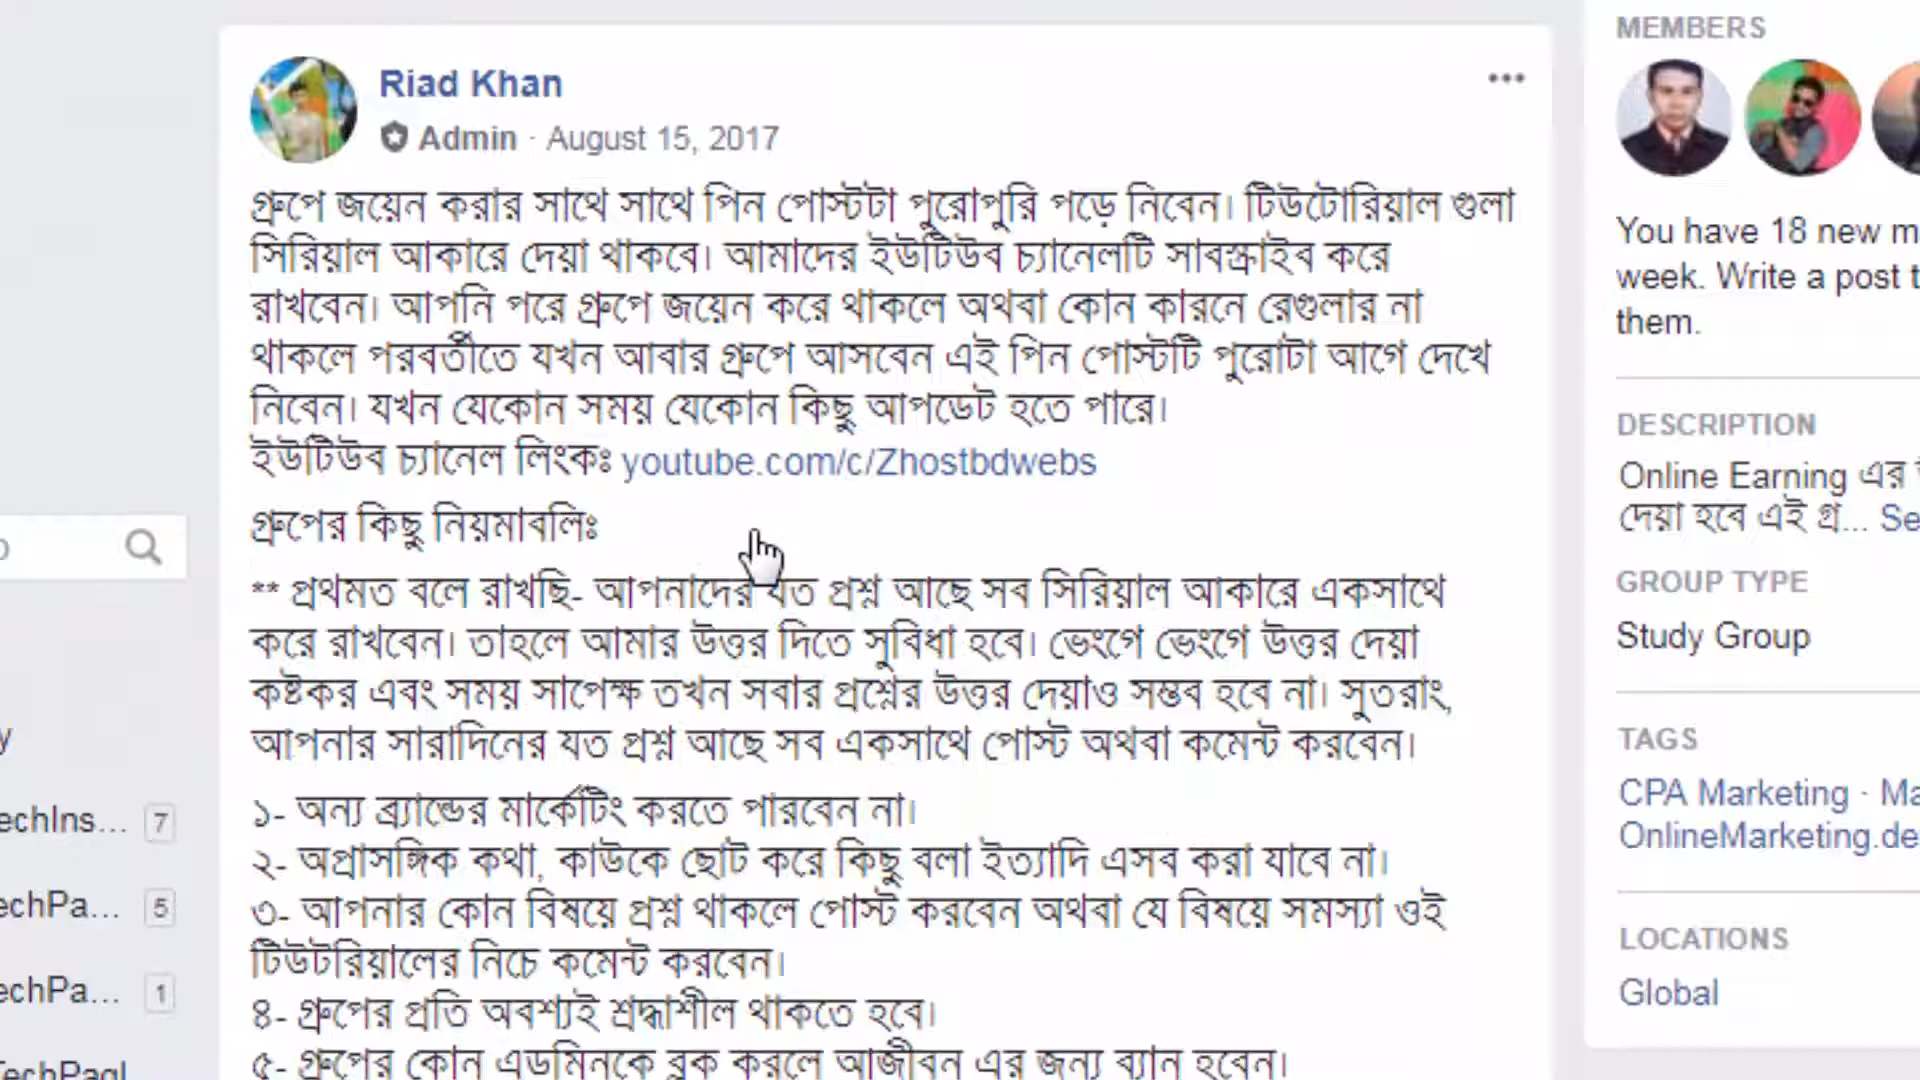 Riad Khan
Admin · August 15, 2017
গ্রুপে জয়েন করার সাথে সাথে পিন পোস্টটা পুরোপুরি পড়ে নিবেন। টিউটোরিয়াল গুলা
সিরিয়াল আকারে দেয়া থাকবে। আমাদের ইউটিউব চ্যানেলটি সাবস্ক্রাইব করে
রাখবেন। আপনি পরে গ্রুপে জয়েন করে থাকলে অথবা কোন কারনে রেগুলার না
থাকলে পরবর্তীতে যখন আবার গ্রুপে আসবেন এই পিন পোস্টটি পুরোটা আগে দেখে
নিবেন। যখন যেকোন সময় যেকোন কিছু আপডেট হতে পারে।
ইউটিউব চ্যানেল লিংকঃ youtube.com/c/Zhostbdwebs
গ্রুপের কিছু নিয়মাবলিঃ
** প্রথমত বলে রাখছি- আপনাদের যত প্রশ্ন আছে সব সিরিয়াল আকারে একসাথে
করে রাখবেন। তাহলে আমার উত্তর দিতে সুবিধা হবে। ভেংগে ভেংগে উত্তর দেয়া
কষ্টকর এবং সময় সাপেক্ষ তখন সবার প্রশ্নের উত্তর দেয়াও সম্ভব হবে না। সুতরাং,
আপনার সারাদিনের যত প্রশ্ন আছে সব একসাথে পোস্ট অথবা কমেন্ট করবেন।
১- অন্য ব্র্যান্ডের মার্কেটিং করতে পারবেন না।
২- অপ্রাসঙ্গিক কথা, কাউকে ছোট করে কিছু বলা ইত্যাদি এসব করা যাবে না।
৩- আপনার কোন বিষয়ে প্রশ্ন থাকলে পোস্ট করবেন অথবা যে বিষয়ে সমস্যা ওই
টিউটরিয়ালের নিচে কমেন্ট করবেন।
৪- গ্রুপের প্রতি অবশ্যই শ্রদ্ধাশীল থাকতে হবে।
৫- গ্রুপের কোন এডমিনকে ব্লক করলে আজীবন এর জন্য ব্যান হবেন।
echIns... 7
echPa... 5
echPa... 1
TechPagl
MEMBERS
You have 18 new m
week. Write a post t
them.
DESCRIPTION
Online Earning এর
দেয়া হবে এই গ্র... Se
GROUP TYPE
Study Group
TAGS
CPA Marketing · Ma
OnlineMarketing.de
LOCATIONS
Global